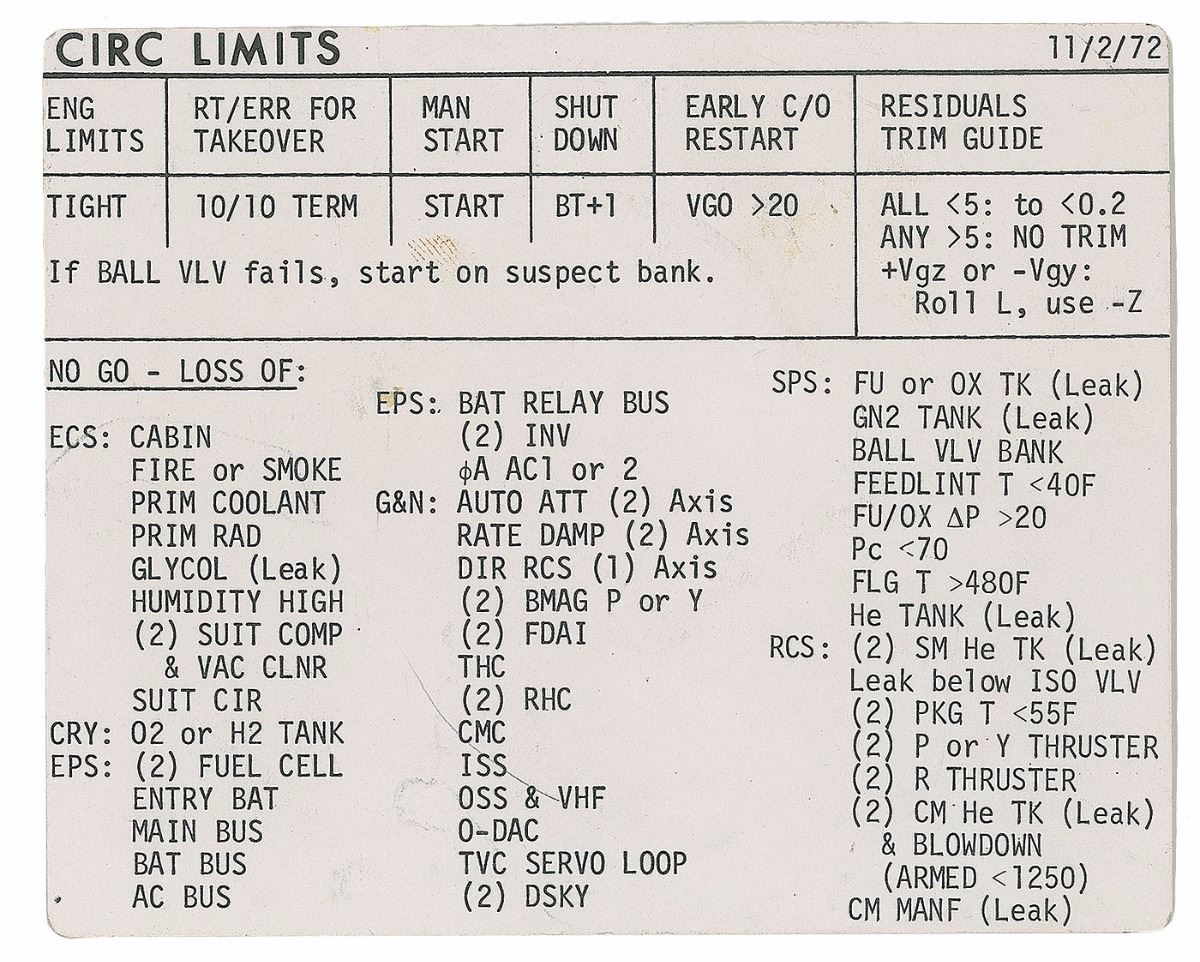 CIRC LIMITS 11/2/72
ENG LIMITS
RT/ERR FOR TAKEOVER
MAN START
SHUT DOWN
EARLY C/O RESTART
RESIDUALS TRIM GUIDE
TIGHT
10/10 TERM
START
BT+1
VGO >20
ALL <5: to <0.2
ANY >5: NO TRIM
+Vgz or -Vgy:
Roll L, use -Z
If BALL VLV fails, start on suspect bank.
NO GO - LOSS OF:
ECS: CABIN
FIRE or SMOKE
PRIM COOLANT
PRIM RAD
GLYCOL (Leak)
HUMIDITY HIGH
(2) SUIT COMP
& VAC CLNR
SUIT CIR
CRY: O2 or H2 TANK
EPS: (2) FUEL CELL
ENTRY BAT
MAIN BUS
BAT BUS
AC BUS
EPS: BAT RELAY BUS
(2) INV
ϕA AC1 or 2
G&N: AUTO ATT (2) Axis
RATE DAMP (2) Axis
DIR RCS (1) Axis
(2) BMAG P or Y
(2) FDAI
THC
(2) RHC
CMC
ISS
OSS & VHF
O-DAC
TVC SERVO LOOP
(2) DSKY
SPS: FU or OX TK (Leak)
GN2 TANK (Leak)
BALL VLV BANK
FEEDLINT T <40F
FU/OX ΔP >20
Pc <70
FLG T >480F
He TANK (Leak)
RCS: (2) SM He TK (Leak)
Leak below ISO VLV
(2) PKG T <55F
(2) P or Y THRUSTER
(2) R THRUSTER
(2) CM He TK (Leak)
& BLOWDOWN
(ARMED <1250)
CM MANF (Leak)